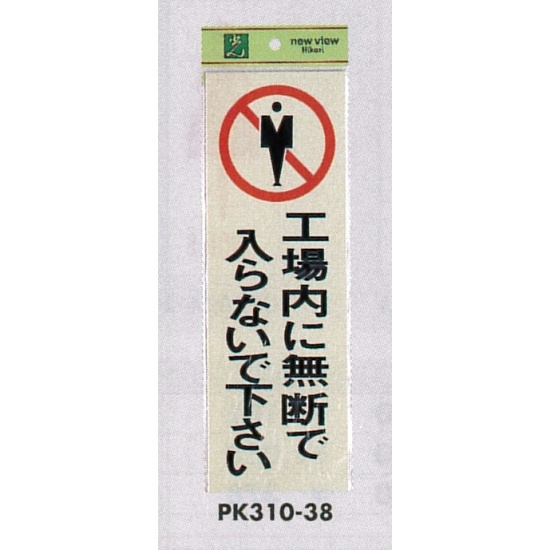 光
new view
Hikari
工場内に無断で
入らないで下さい
PK310-38